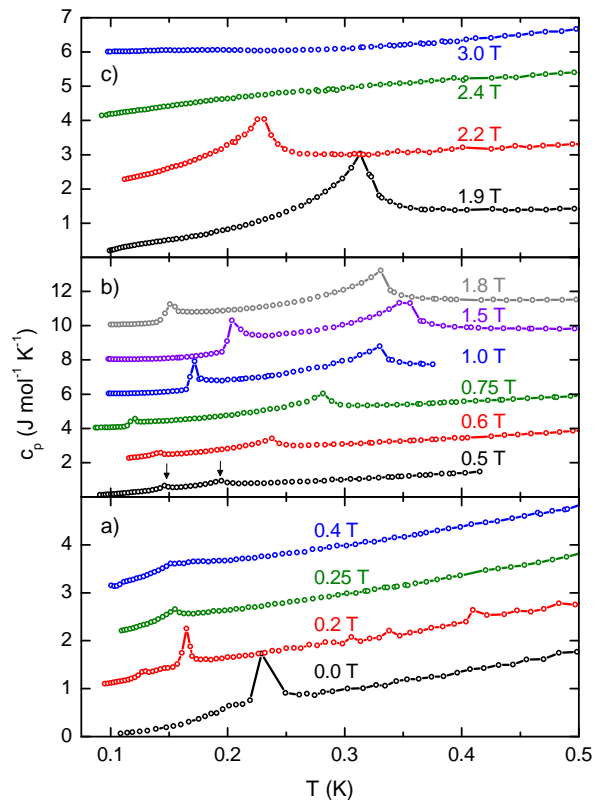 7
6
5
4
3
2
1
c)
3.0 T
2.4 T
2.2 T
1.9 T
12
10
8
6
4
2
b)
1.8 T
1.5 T
1.0 T
0.75 T
0.6 T
0.5 T
c_p (J mol⁻¹ K⁻¹)
4
3
2
1
0
a)
0.4 T
0.25 T
0.2 T
0.0 T
0.1 0.2 0.3 0.4 0.5
T (K)